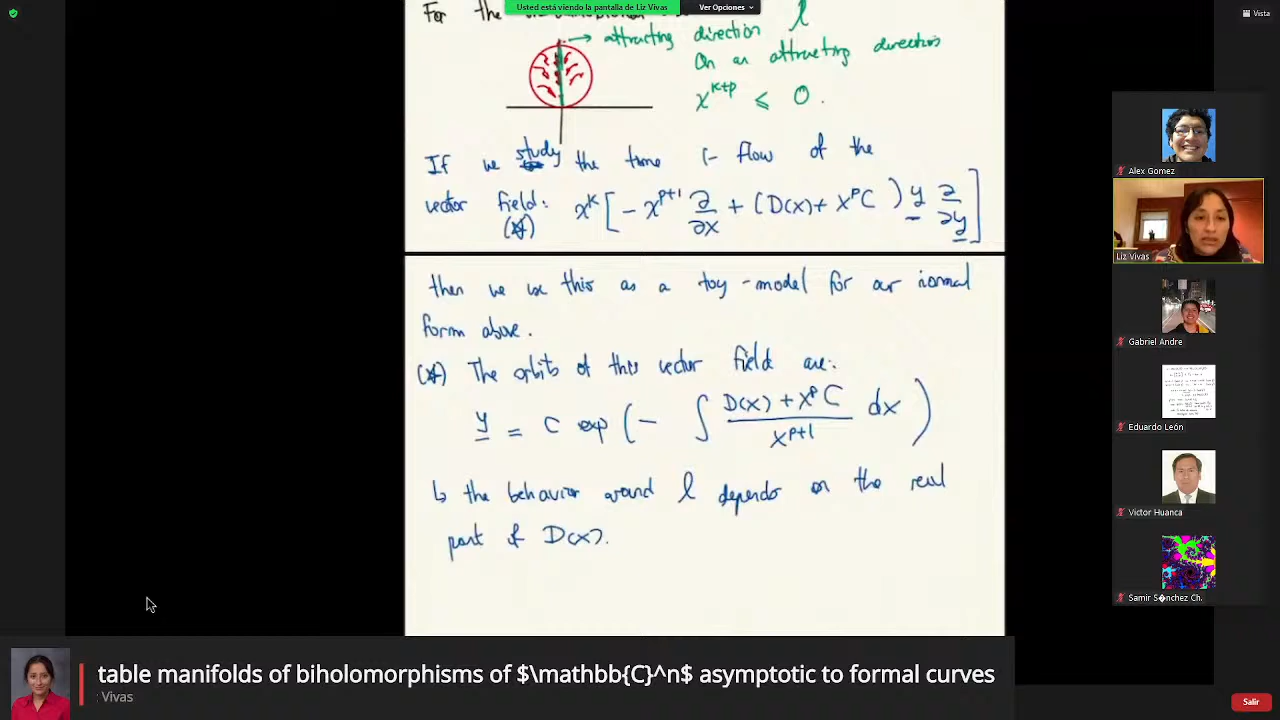 Usted está viendo la pantalla de Liz Vivas
Ver Opciones
Vista
For the
→ attracting direction l
On an attracting direction
x^{k+p} ≤ 0.
If we study the time 1- flow of the
vector field: x^k [ - x^{p+1} ∂/∂x + (D(x) + x^p C) y ∂/∂y ]
(*)
then we use this as a toy-model for our normal
form above.
(*) The orbits of this vector field are:
y = C exp ( - ∫ (D(x) + x^p C) / x^{p+1} dx )
↳ the behavior around l depends on the real
part of D(x).
Alex Gomez
Liz Vivas
Gabriel Andre
Eduardo León
Victor Huanca
Samir S�nchez Ch.
table manifolds of biholomorphisms of $\mathbb{C}^n$ asymptotic to formal curves
: Vivas
Salir